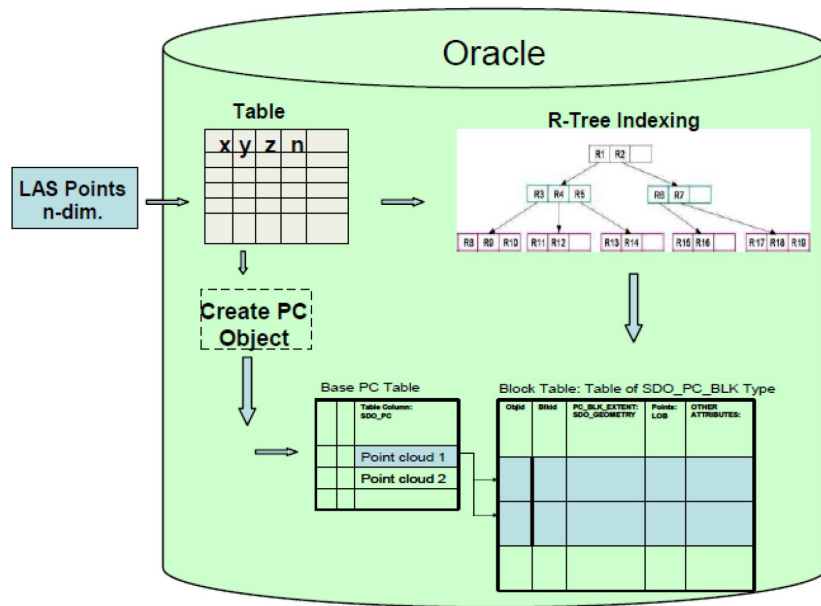 Oracle
Table
R-Tree Indexing
x y z n
R1 R2
LAS Points
n-dim.
R3 R4 R5
R6 R7
R8 R9 R10
R11 R12
R13 R14
R15 R16
R17 R18 R19
Create PC
Object
Base PC Table
Block Table: Table of SDO_PC_BLK Type
Table Column:
SDO_PC
Objid
Blkid
PC_BLK_EXTENT:
SDO_GEOMETRY
Points:
LOB
OTHER
ATTRIBUTES:
Point cloud 1
Point cloud 2